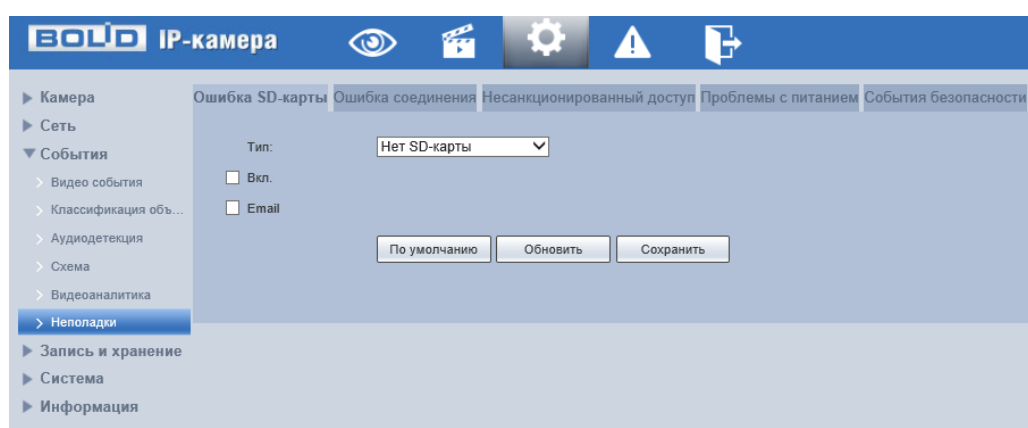 BOLID IP-камера
Камера
Сеть
События
Видео события
Классификация объ...
Аудиодетекция
Схема
Видеоаналитика
Неполадки
Запись и хранение
Система
Информация
Ошибка SD-карты Ошибка соединения Несанкционированный доступ Проблемы с питанием События безопасности
Тип: Нет SD-карты
Вкл.
Email
По умолчанию Обновить Сохранить